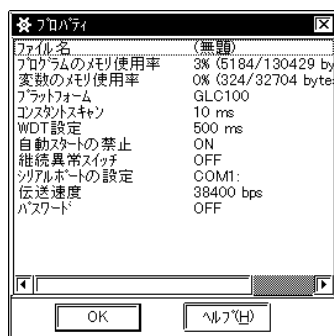 プロパティ
ファイル名 (無題)
プログラムのメモリ使用率 3% (5184/130429 by
変数のメモリ使用率 0% (324/32704 byte
プラットフォーム GLC100
コンスタントスキャン 10 ms
WDT設定 500 ms
自動スタートの禁止 ON
継続異常スイッチ OFF
シリアルポートの設定 COM1:
伝送速度 38400 bps
パスワード OFF
OK ヘルプ(H)